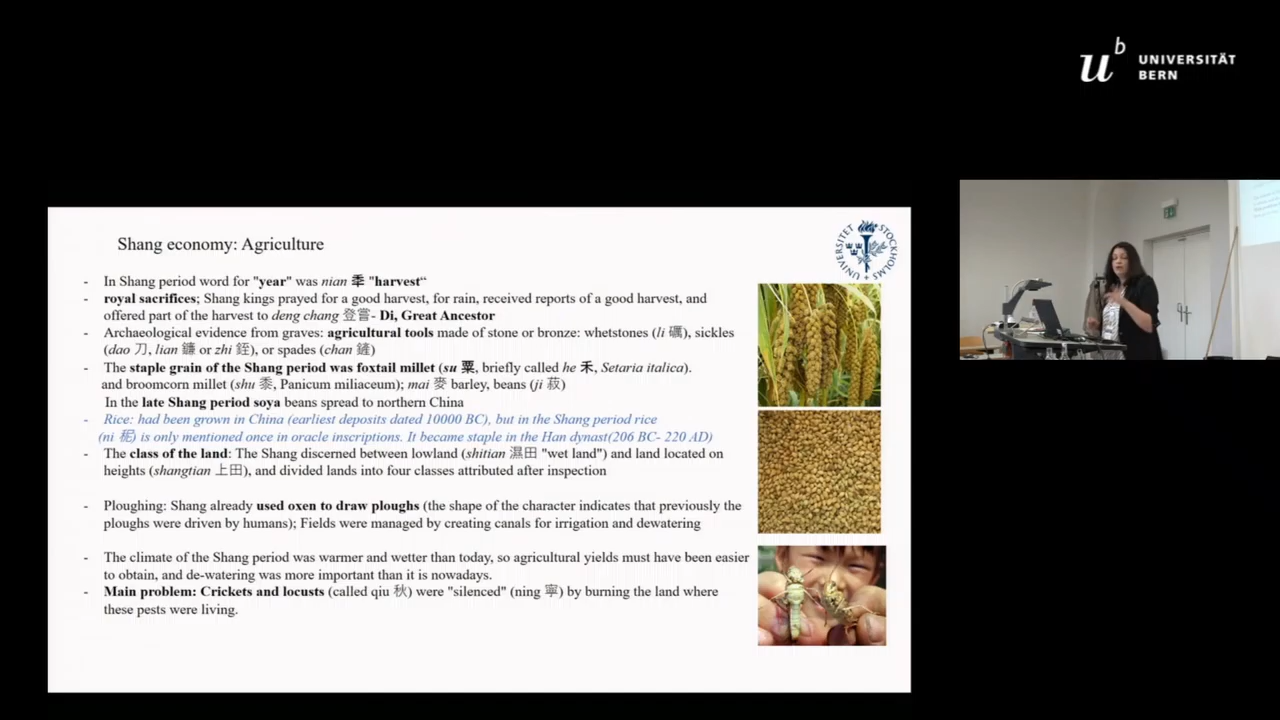 u b UNIVERSITÄT
BERN
Shang economy: Agriculture
STOCKHOLMS UNIVERSITET
- In Shang period word for "year" was nian 秊 "harvest“
- royal sacrifices; Shang kings prayed for a good harvest, for rain, received reports of a good harvest, and
offered part of the harvest to deng chang 登嘗- Di, Great Ancestor
- Archaeological evidence from graves: agricultural tools made of stone or bronze: whetstones (li 礪), sickles
(dao 刀, lian 鐮 or zhi 銍), or spades (chan 鏟)
- The staple grain of the Shang period was foxtail millet (su 粟, briefly called he 禾, Setaria italica).
and broomcorn millet (shu 黍, Panicum miliaceum); mai 麥 barley, beans (ji 萁)
In the late Shang period soya beans spread to northern China
- Rice: had been grown in China (earliest deposits dated 10000 BC), but in the Shang period rice
(ni 秜) is only mentioned once in oracle inscriptions. It became staple in the Han dynast(206 BC- 220 AD)
- The class of the land: The Shang discerned between lowland (shitian 濕田 "wet land") and land located on
heights (shangtian 上田), and divided lands into four classes attributed after inspection
- Ploughing: Shang already used oxen to draw ploughs (the shape of the character indicates that previously the
ploughs were driven by humans); Fields were managed by creating canals for irrigation and dewatering
- The climate of the Shang period was warmer and wetter than today, so agricultural yields must have been easier
to obtain, and de-watering was more important than it is nowadays.
- Main problem: Crickets and locusts (called qiu 秋) were "silenced" (ning 寧) by burning the land where
these pests were living.